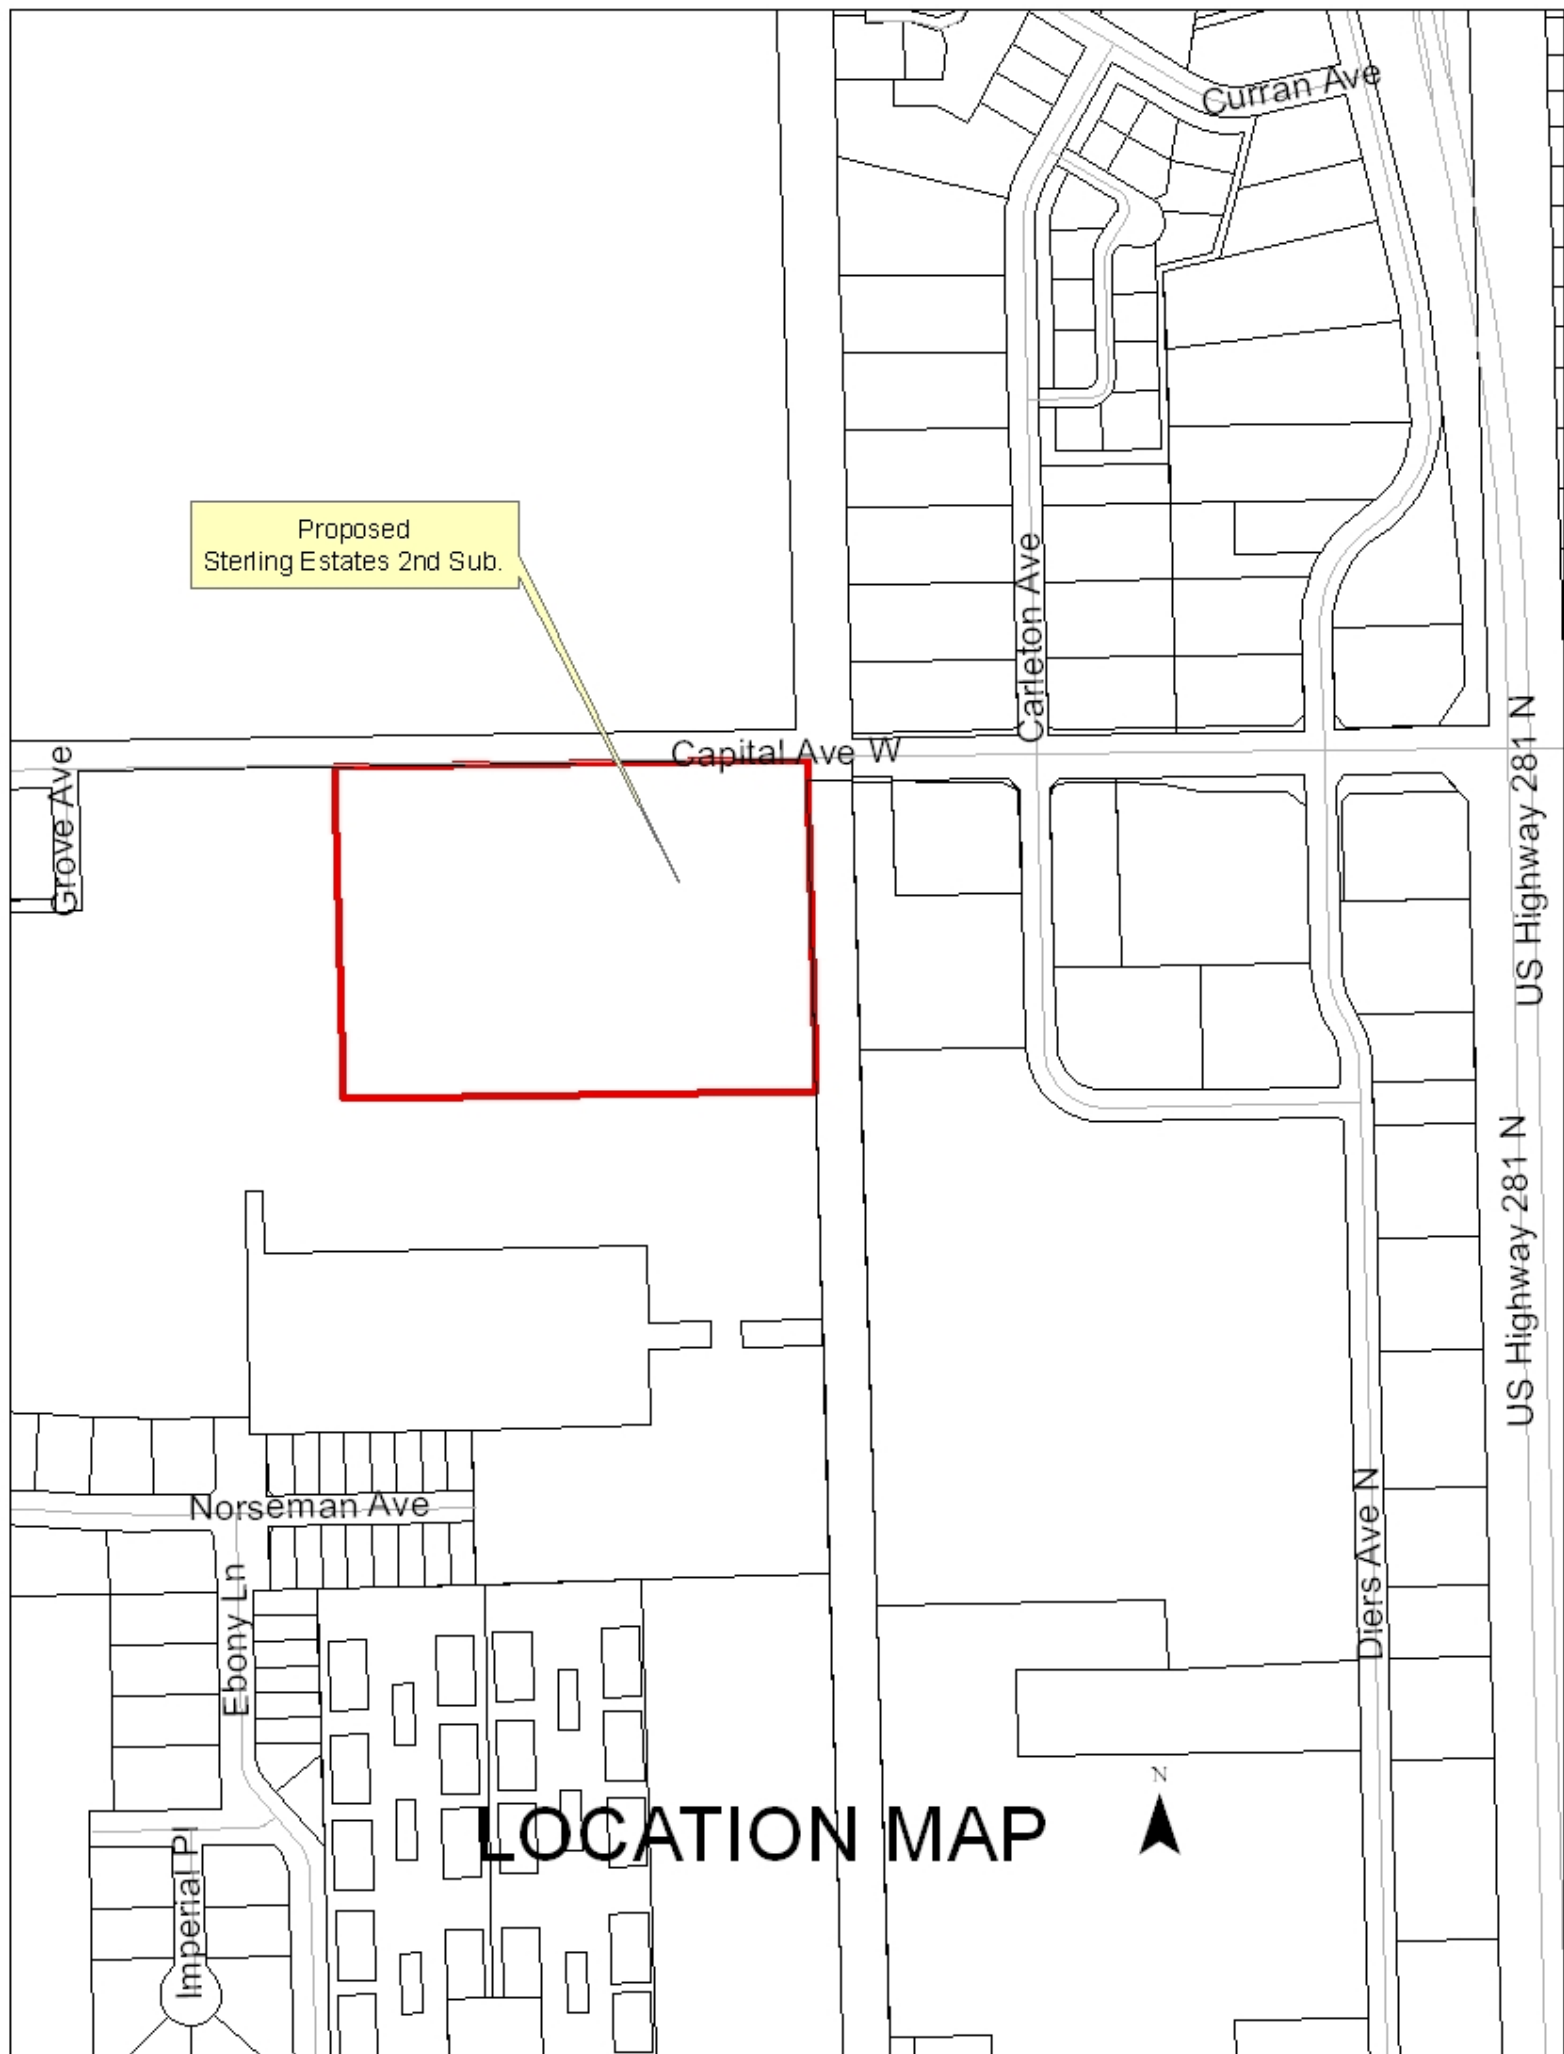 Curran Ave
Proposed
Sterling Estates 2nd Sub.
Carleton Ave
Capital Ave W
Grove Ave
US Highway 281 N
US Highway 281 N
Norseman Ave
Diers Ave N
Ebony Ln
N
LOCATION MAP
Imperial Pl